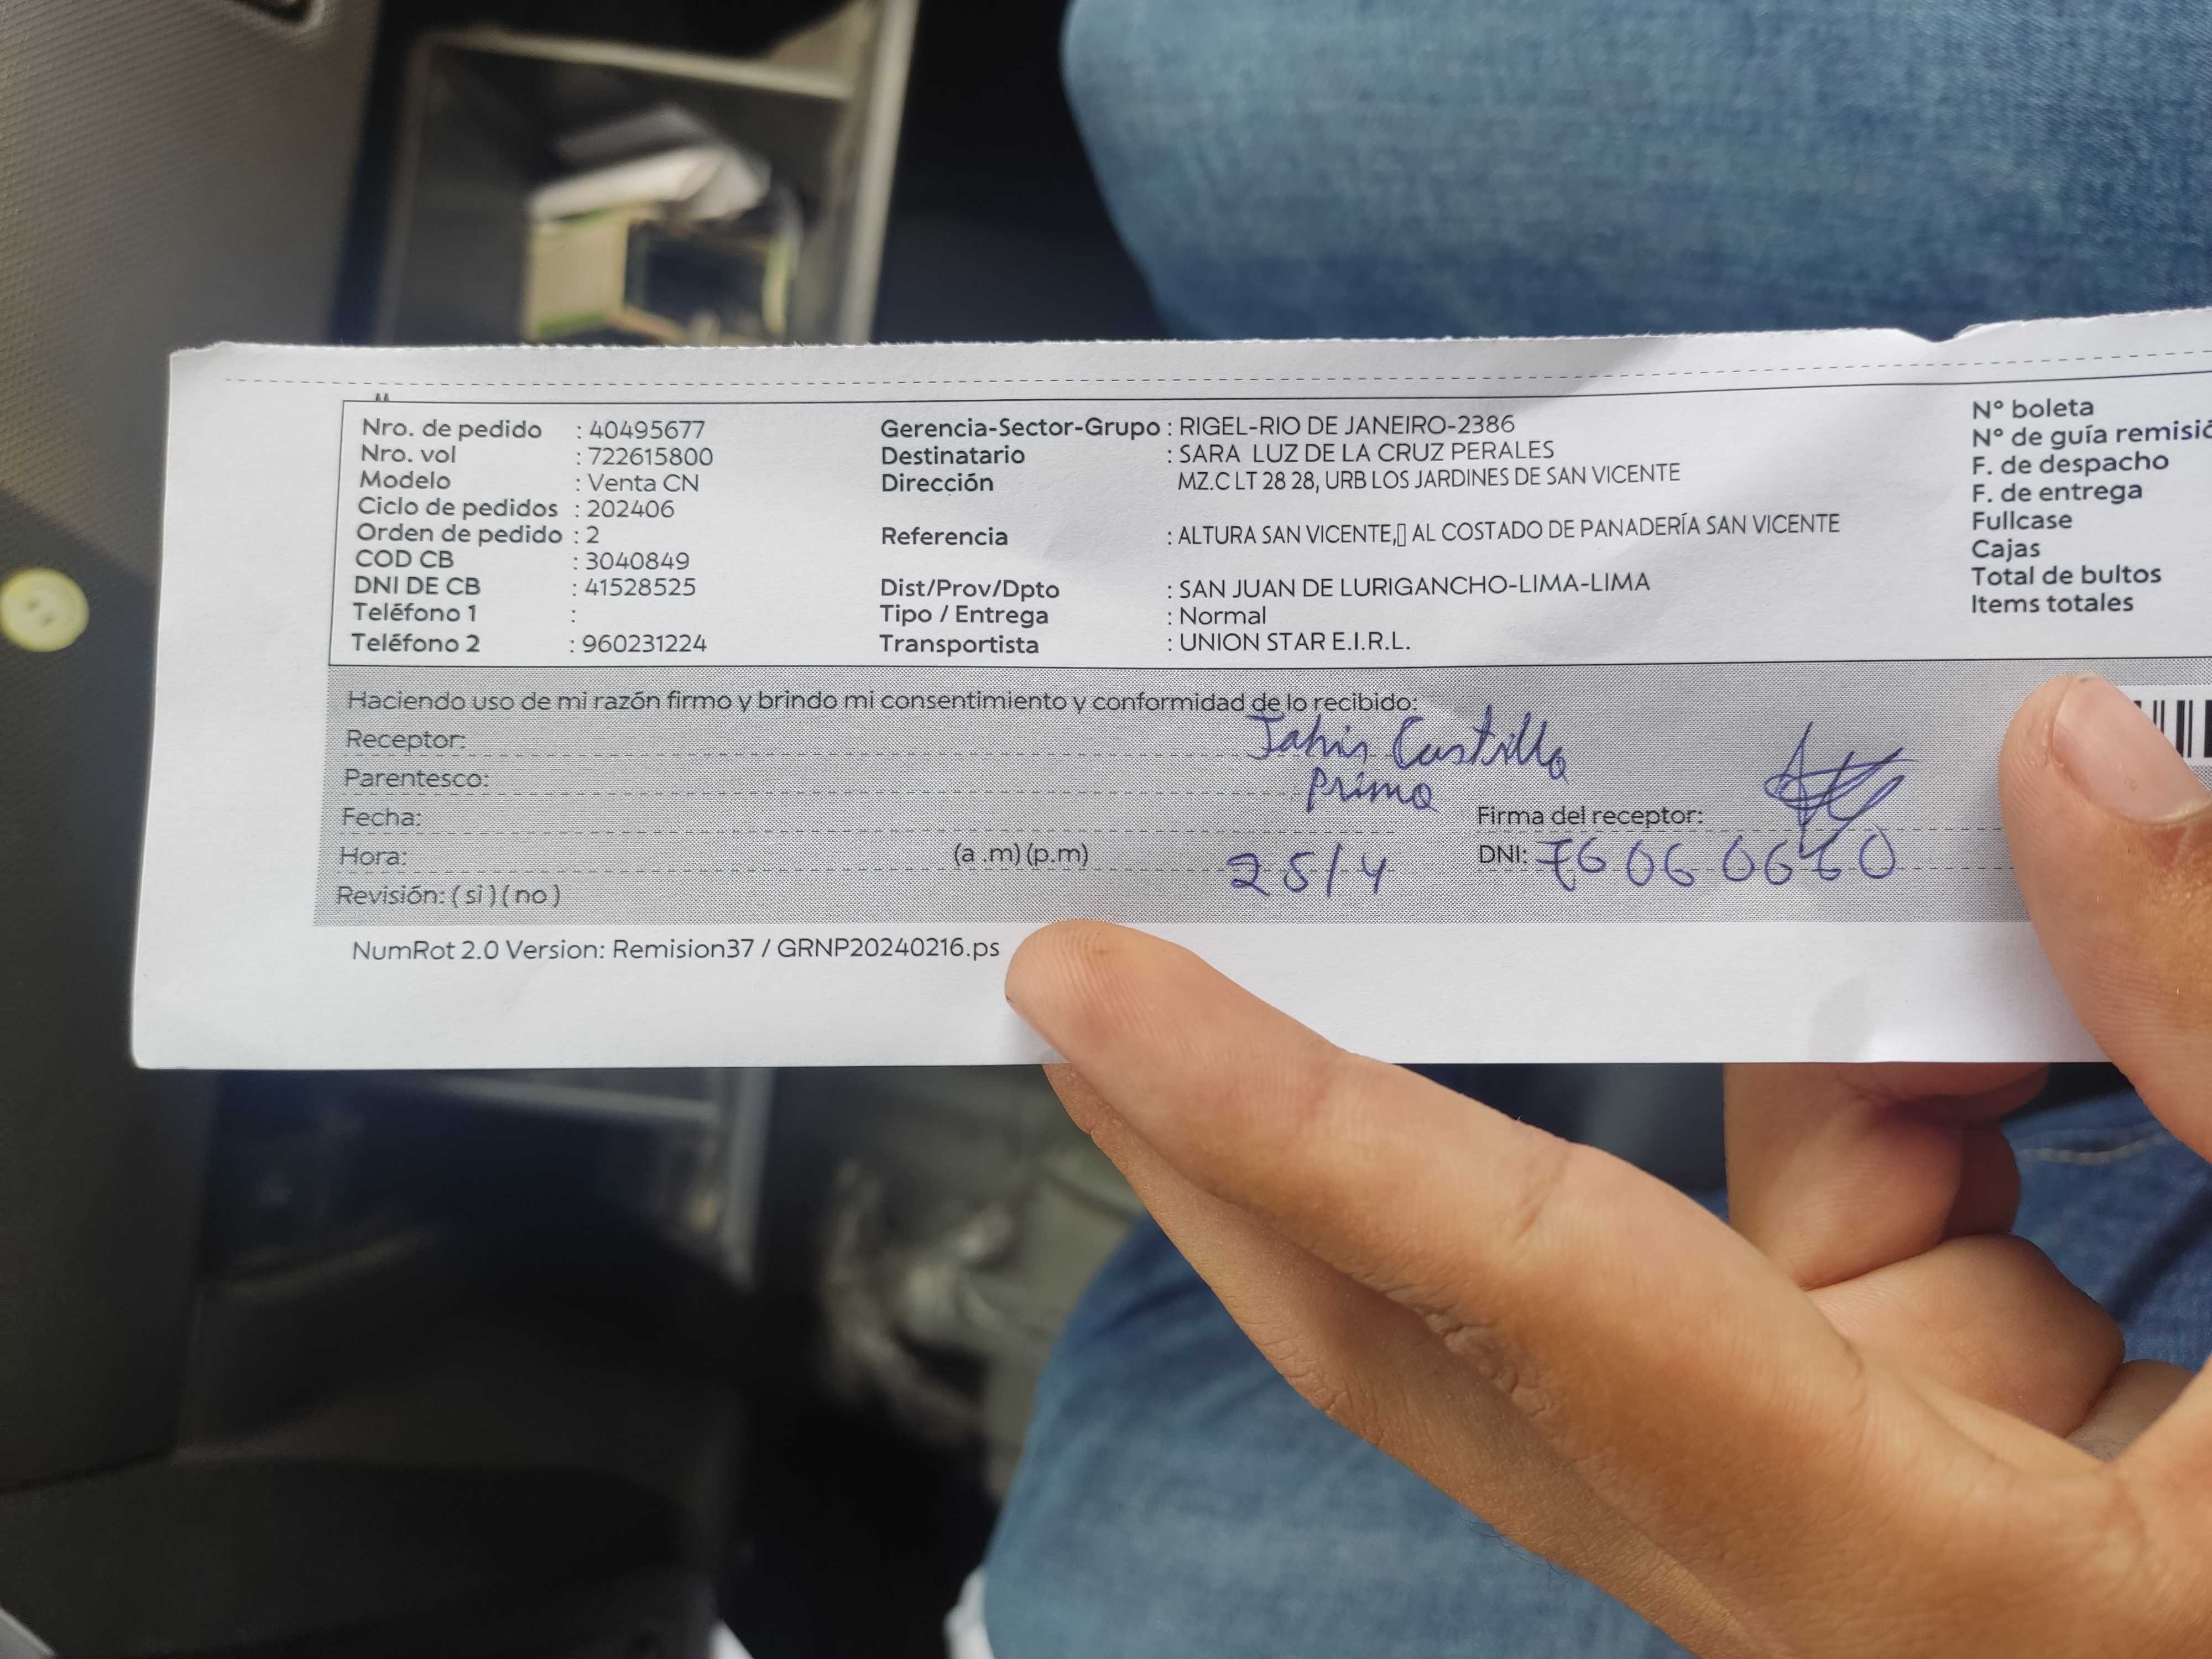 Nro. de pedido : 40495677
Nro. vol : 722615800
Modelo : Venta CN
Ciclo de pedidos : 202406
Orden de pedido : 2
COD CB : 3040849
DNI DE CB : 41528525
Teléfono 1 :
Teléfono 2 : 960231224
Gerencia-Sector-Grupo : RIGEL-RIO DE JANEIRO-2386
Destinatario : SARA LUZ DE LA CRUZ PERALES
Dirección MZ.C LT 28 28, URB LOS JARDINES DE SAN VICENTE
Referencia : ALTURA SAN VICENTE,▯ AL COSTADO DE PANADERÍA SAN VICENTE
Dist/Prov/Dpto : SAN JUAN DE LURIGANCHO-LIMA-LIMA
Tipo / Entrega : Normal
Transportista : UNION STAR E.I.R.L.
N° boleta
N° de guía remisió
F. de despacho
F. de entrega
Fullcase
Cajas
Total de bultos
Items totales
Haciendo uso de mi razón firmo y brindo mi consentimiento y conformidad de lo recibido:
Receptor: Castillo
Parentesco: Primo
Fecha: 25/4
Hora: (a .m) (p.m)
Revisión: ( si ) ( no )
Firma del receptor:
DNI: 76066660
NumRot 2.0 Version: Remision37 / GRNP20240216.ps